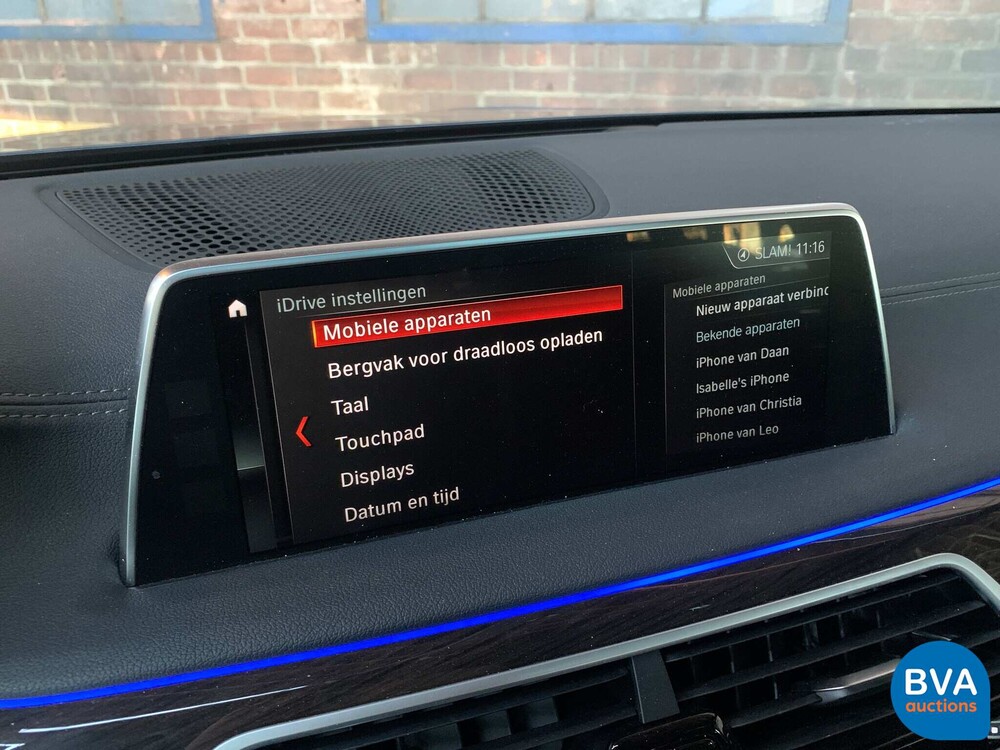 SLAM! 11:16
iDrive instellingen
Mobiele apparaten
Bergvak voor draadloos opladen
Taal
Touchpad
Displays
Datum en tijd
Mobiele apparaten
Nieuw apparaat verbind
Bekende apparaten
iPhone van Daan
Isabelle's iPhone
iPhone van Christia
iPhone van Leo
BVA
auctions